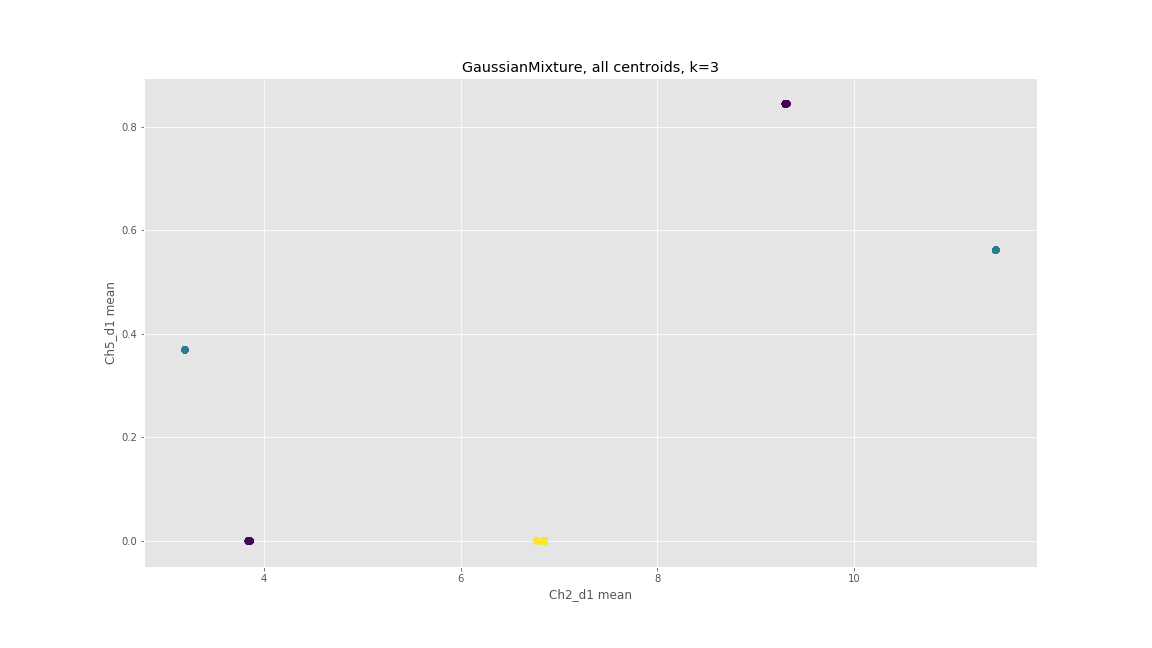 GaussianMixture, all centroids, k=3
0.8
0.6
0.4
0.2
0.0
Ch5_d1 mean
4 6 8 10
Ch2_d1 mean